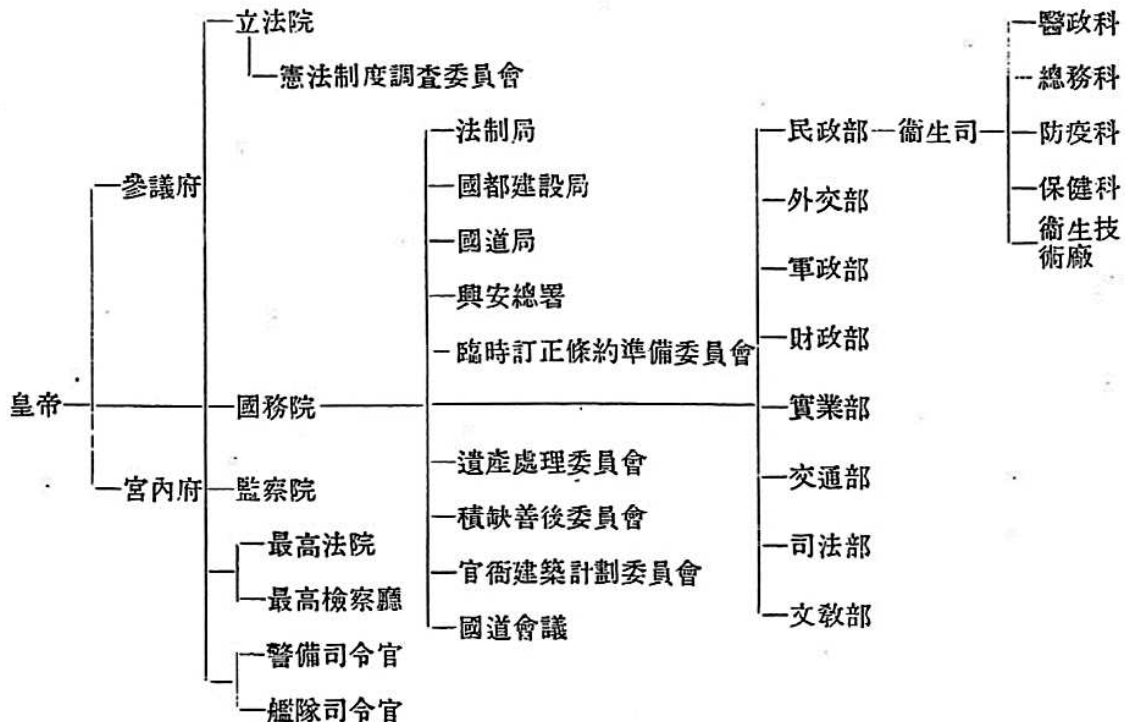 皇帝
參議府
宮內府
立法院
憲法制度調查委員會
國務院
監察院
最高法院
最高檢察廳
警備司令官
艦隊司令官
法制局
國都建設局
國道局
興安總署
臨時訂正條約準備委員會
遺產處理委員會
積缺善後委員會
官衙建築計劃委員會
國道會議
民政部
外交部
軍政部
財政部
實業部
交通部
司法部
文敎部
衞生司
醫政科
總務科
防疫科
保健科
衞生技
術廠